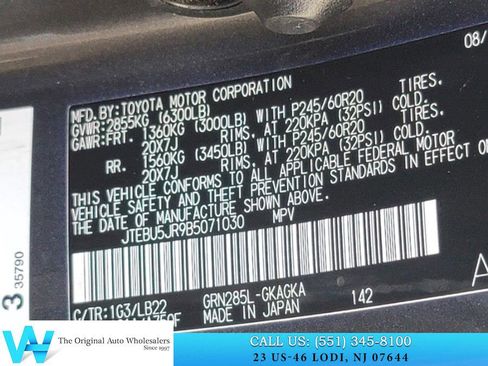 08/
MFD.BY:TOYOTA MOTOR CORPORATION
GVWR:2855KG (6300LB)
GAWR:FRT. 1360KG (3000LB) WITH P245/60R20 TIRES.
20X7J RIMS. AT 220KPA (32PSI) COLD.
RR. 1560KG (3450LB) WITH P245/60R20 TIRES.
20X7J RIMS. AT 220KPA (32PSI) COLD.
THIS VEHICLE CONFORMS TO ALL APPLICABLE FEDERAL MOTOR
VEHICLE SAFETY AND THEFT PREVENTION STANDARDS IN EFFECT ON
THE DATE OF MANUFACTURE SHOWN ABOVE.
JTEBU5JR9B5071030 MPV
3 35790
C/TR:1G3/LB22 GRN285L-GKAGKA
MADE IN JAPAN 142
A
The Original Auto Wholesalers
Since 1997
CALL US: (551) 345-8100
23 US-46 LODI, NJ 07644